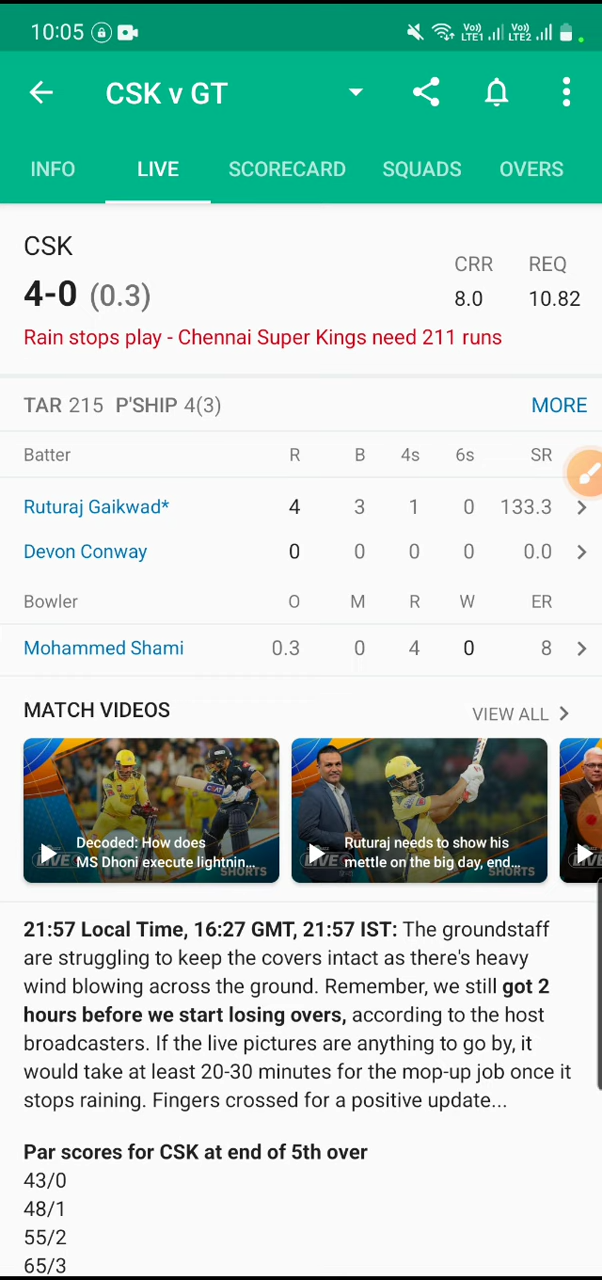 10:05
Vo)) LTE1 Vo)) LTE2
CSK v GT
INFO LIVE SCORECARD SQUADS OVERS
CSK
4-0 (0.3)
CRR REQ
8.0 10.82
Rain stops play - Chennai Super Kings need 211 runs
TAR 215 P'SHIP 4(3) MORE
Batter R B 4s 6s SR
Ruturaj Gaikwad* 4 3 1 0 133.3
Devon Conway 0 0 0 0 0.0
Bowler O M R W ER
Mohammed Shami 0.3 0 4 0 8
MATCH VIDEOS VIEW ALL
Decoded: How does
MS Dhoni execute lightnin...
LIVE SHORTS
Ruturaj needs to show his
mettle on the big day, end...
LIVE SHORTS
21:57 Local Time, 16:27 GMT, 21:57 IST: The groundstaff
are struggling to keep the covers intact as there's heavy
wind blowing across the ground. Remember, we still got 2
hours before we start losing overs, according to the host
broadcasters. If the live pictures are anything to go by, it
would take at least 20-30 minutes for the mop-up job once it
stops raining. Fingers crossed for a positive update...
Par scores for CSK at end of 5th over
43/0
48/1
55/2
65/3